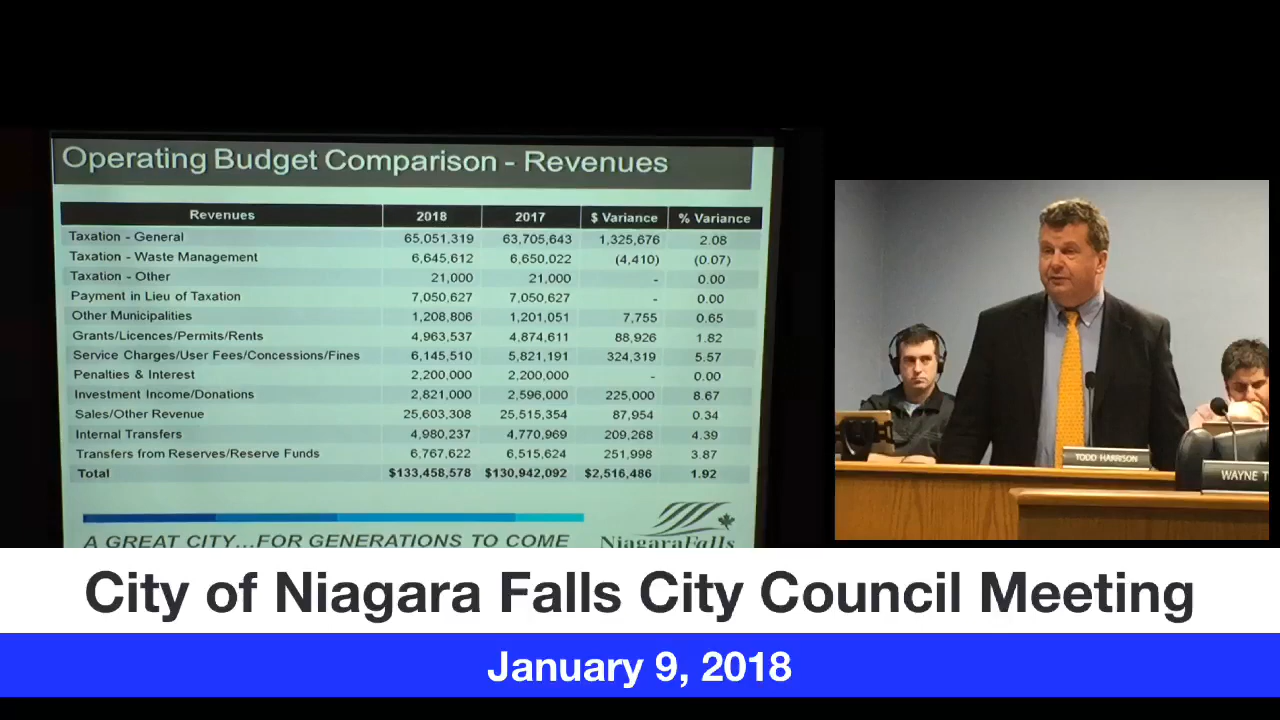 Operating Budget Comparison - Revenues
Revenues 2018 2017 $ Variance % Variance
Taxation - General 65,051,319 63,705,643 1,325,676 2.08
Taxation - Waste Management 6,645,612 6,650,022 (4,410) (0.07)
Taxation - Other 21,000 21,000 - 0.00
Payment in Lieu of Taxation 7,050,627 7,050,627 - 0.00
Other Municipalities 1,208,806 1,201,051 7,755 0.65
Grants/Licences/Permits/Rents 4,963,537 4,874,611 88,926 1.82
Service Charges/User Fees/Concessions/Fines 6,145,510 5,821,191 324,319 5.57
Penalties & Interest 2,200,000 2,200,000 - 0.00
Investment Income/Donations 2,821,000 2,596,000 225,000 8.67
Sales/Other Revenue 25,603,308 25,515,354 87,954 0.34
Internal Transfers 4,980,237 4,770,969 209,268 4.39
Transfers from Reserves/Reserve Funds 6,767,622 6,515,624 251,998 3.87
Total $133,458,578 $130,942,092 $2,516,486 1.92
A GREAT CITY...FOR GENERATIONS TO COME
NiagaraFalls
TODD HARRISON
WAYNE T
City of Niagara Falls City Council Meeting
January 9, 2018